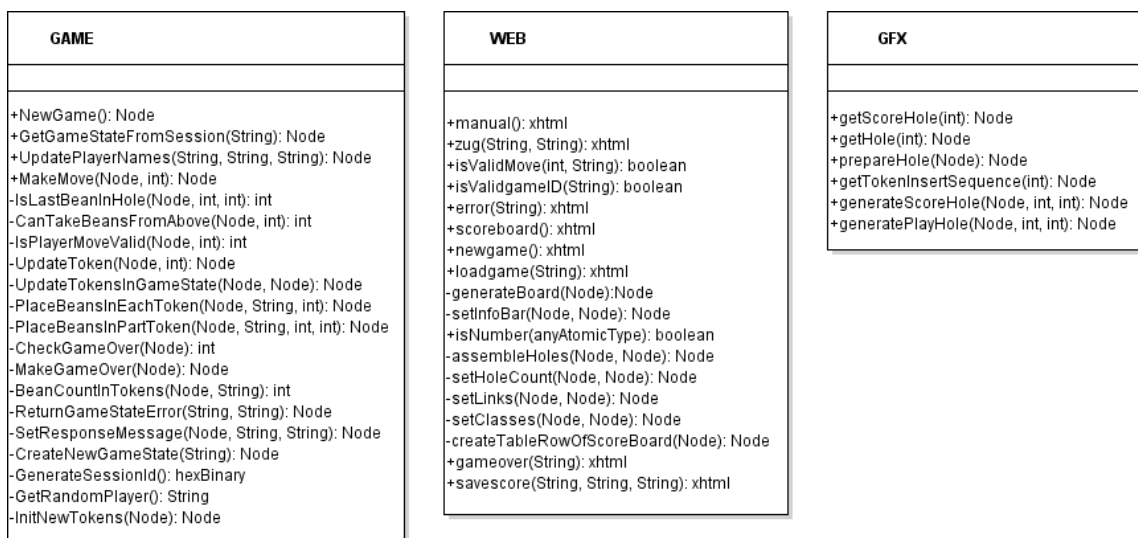 GAME
+NewGame(): Node
+GetGameStateFromSession(String): Node
+UpdatePlayerNames(String, String, String): Node
+MakeMove(Node, int): Node
-IsLastBeanInHole(Node, int, int): int
-CanTakeBeansFromAbove(Node, int): int
-IsPlayerMoveValid(Node, int): int
-UpdateToken(Node, int): Node
-UpdateTokensInGameState(Node, Node): Node
-PlaceBeansInEachToken(Node, String, int): Node
-PlaceBeansInPartToken(Node, String, int, int): Node
-CheckGameOver(Node): int
-MakeGameOver(Node): Node
-BeanCountInTokens(Node, String): int
-ReturnGameStateError(String, String): Node
-SetResponseMessage(Node, String, String): Node
-CreateNewGameState(String): Node
-GenerateSessionId(): hexBinary
-GetRandomPlayer(): String
-InitNewTokens(Node): Node
WEB
+manual(): xhtml
+zug(String, String): xhtml
+isValidMove(int, String): boolean
+isValidgameID(String): boolean
+error(String): xhtml
+scoreboard(): xhtml
+newgame(): xhtml
+loadgame(String): xhtml
-generateBoard(Node):Node
-setInfoBar(Node, Node): Node
+isNumber(anyAtomicType): boolean
-assembleHoles(Node, Node): Node
-setHoleCount(Node, Node): Node
-setLinks(Node, Node): Node
-setClasses(Node, Node): Node
-createTableRowOfScoreBoard(Node): Node
+gameover(String): xhtml
+savescore(String, String, String): xhtml
GFX
+getScoreHole(int): Node
+getHole(int): Node
+prepareHole(Node): Node
+getTokenInsertSequence(int): Node
+generateScoreHole(Node, int, int): Node
+generatePlayHole(Node, int, int): Node